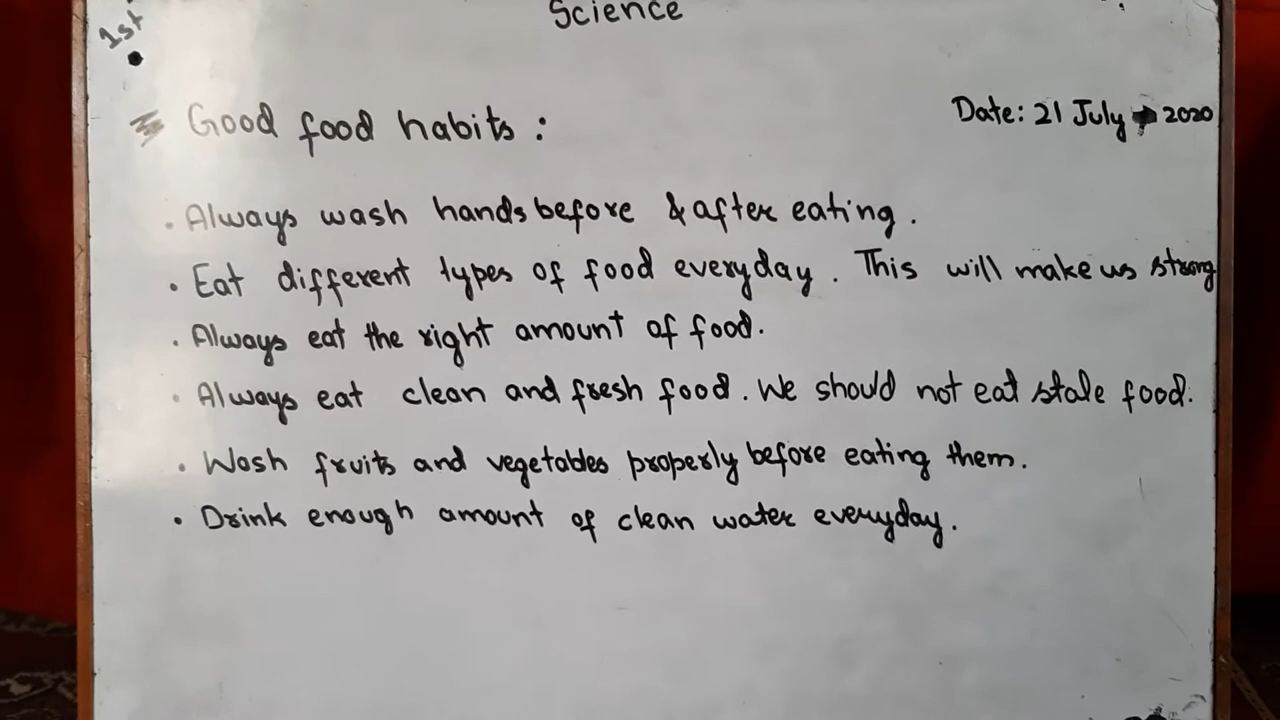 Science
1st
Good food habits :
Date: 21 July 2020
. Always wash hands before & after eating .
. Eat different types of food everyday . This will make us strong
. Always eat the right amount of food.
. Always eat clean and fresh food . We should not eat stale food.
. Wash fruits and vegetables properly before eating them.
. Drink enough amount of clean water everyday.